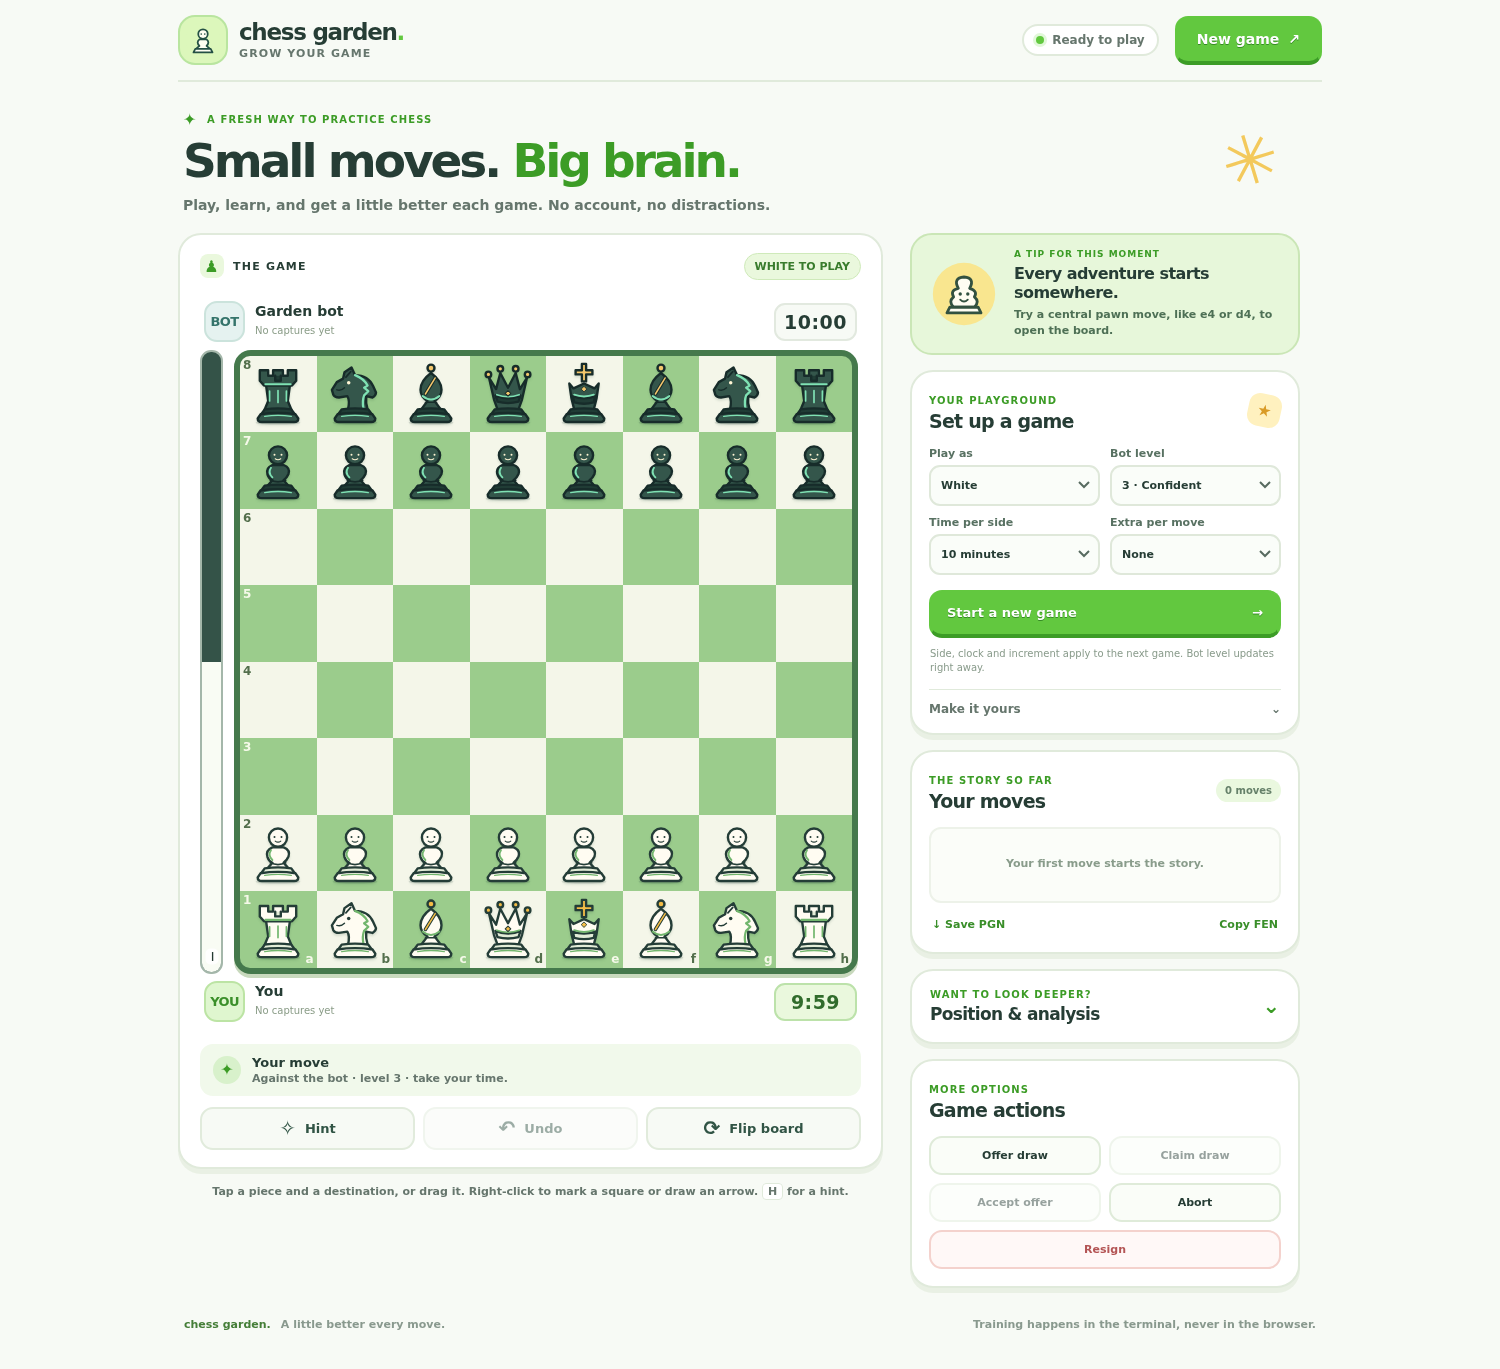 chess garden.
GROW YOUR GAME
Ready to play
New game ↗
A FRESH WAY TO PRACTICE CHESS
Small moves. Big brain.
Play, learn, and get a little better each game. No account, no distractions.
THE GAME
WHITE TO PLAY
BOT
Garden bot
No captures yet
10:00
8
7
6
5
4
3
2
1
a b c d e f g h
YOU
You
No captures yet
9:59
Your move
Against the bot · level 3 · take your time.
Hint
Undo
Flip board
Tap a piece and a destination, or drag it. Right-click to mark a square or draw an arrow. H for a hint.
A TIP FOR THIS MOMENT
Every adventure starts
somewhere.
Try a central pawn move, like e4 or d4, to
open the board.
YOUR PLAYGROUND
Set up a game
Play as
Bot level
White
3 · Confident
Time per side
Extra per move
10 minutes
None
Start a new game →
Side, clock and increment apply to the next game. Bot level updates
right away.
Make it yours
THE STORY SO FAR
Your moves
0 moves
Your first move starts the story.
↓ Save PGN
Copy FEN
WANT TO LOOK DEEPER?
Position & analysis
MORE OPTIONS
Game actions
Offer draw
Claim draw
Accept offer
Abort
Resign
chess garden. A little better every move.
Training happens in the terminal, never in the browser.